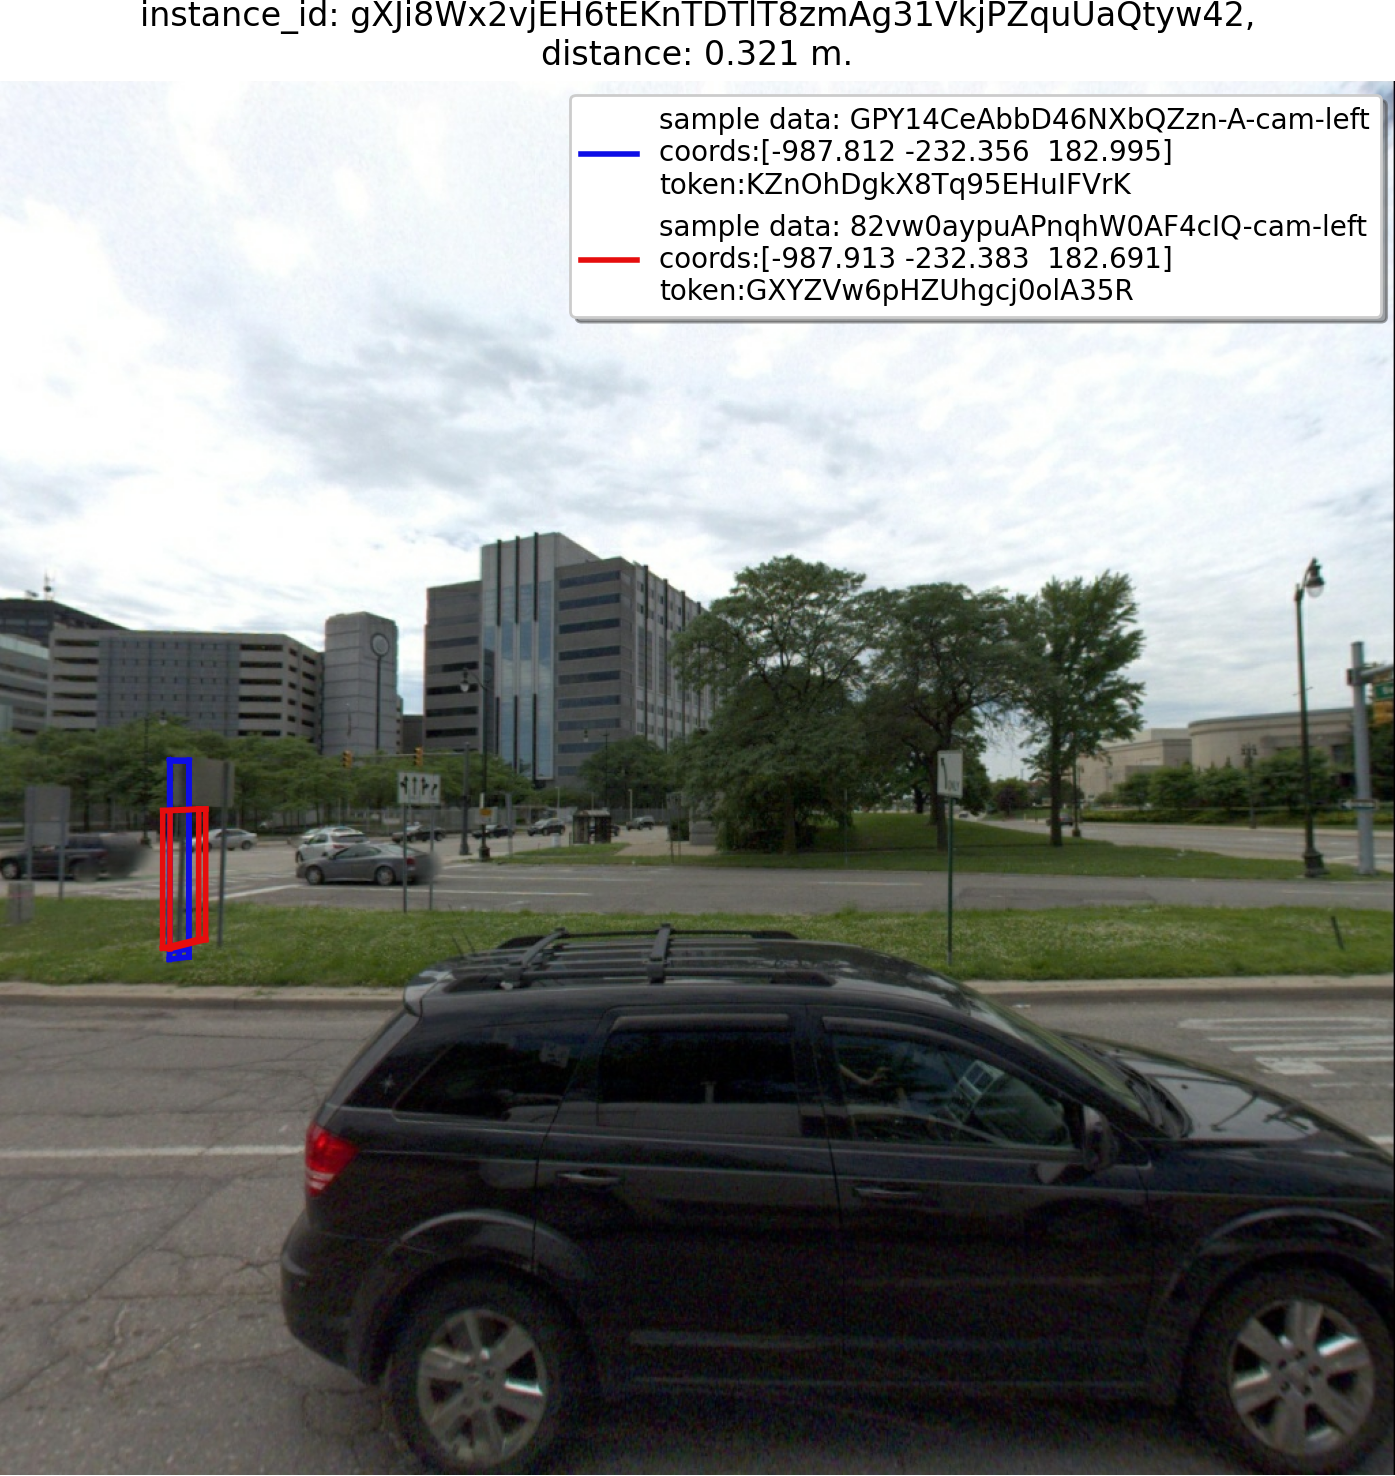 instance_id: gXJi8Wx2vjEH6tEKnTDTlT8zmAg31VkjPZquUaQtyw42,
distance: 0.321 m.
sample data: GPY14CeAbbD46NXbQZzn-A-cam-left
coords:[-987.812 -232.356  182.995]
token:KZnOhDgkX8Tq95EHuIFVrK
sample data: 82vw0aypuAPnqhW0AF4cIQ-cam-left
coords:[-987.913 -232.383  182.691]
token:GXYZVw6pHZUhgcj0olA35R